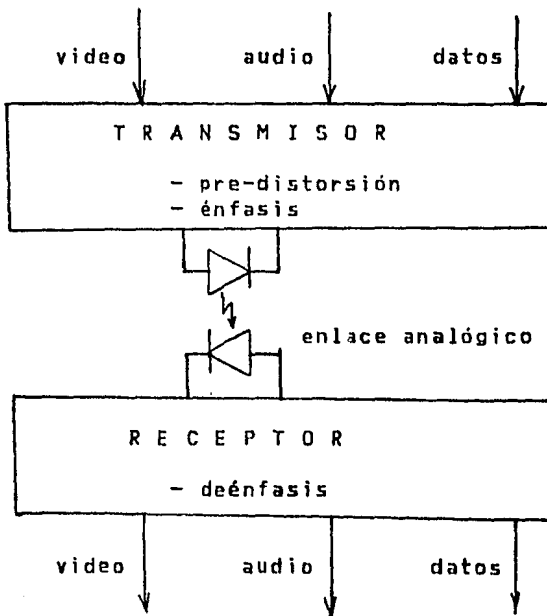 video audio datos
T R A N S M I S O R
- pre-distorsión
- énfasis
enlace analógico
R E C E P T O R
- deénfasis
video audio datos